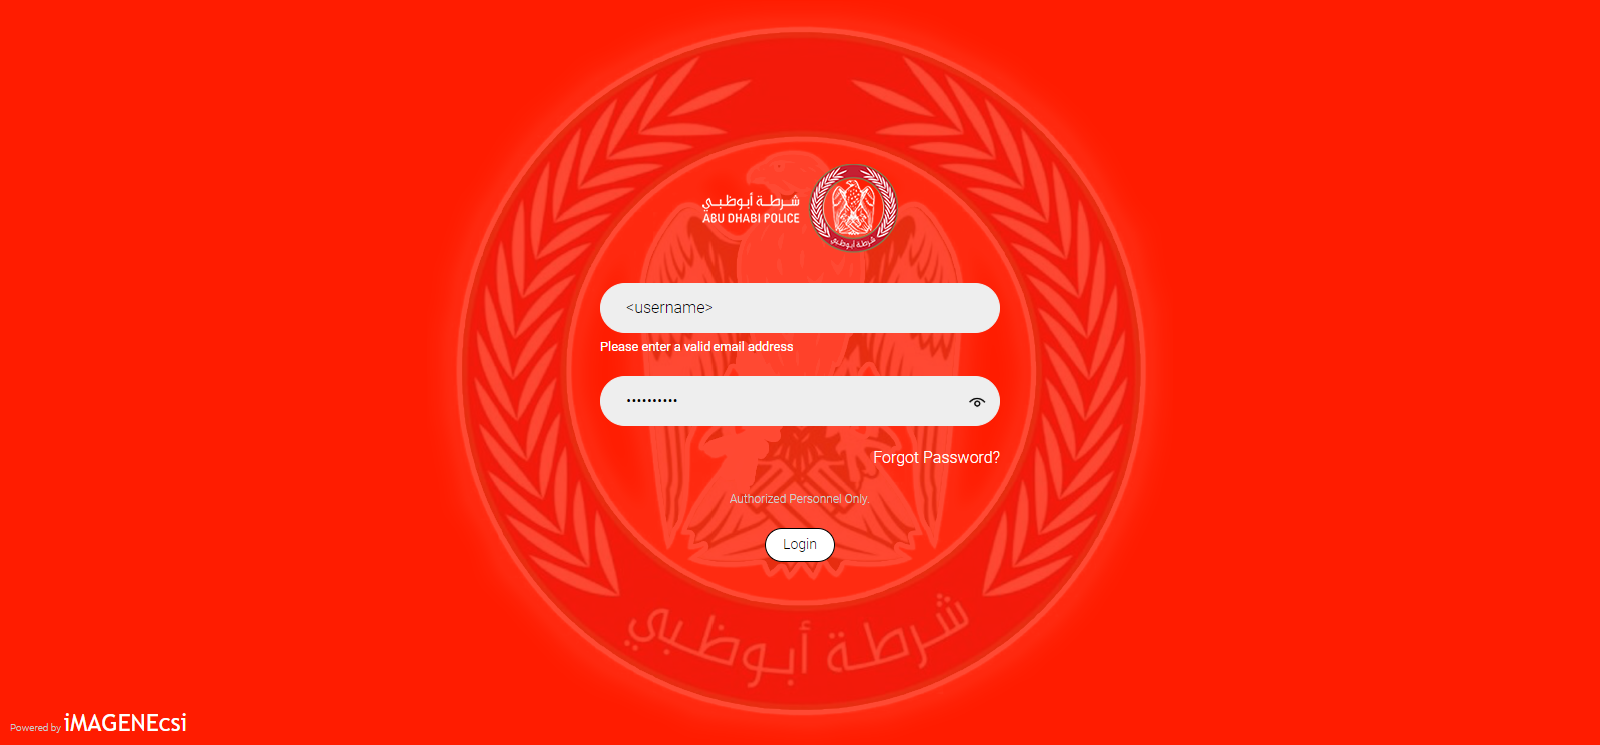 شرطة أبوظبي
ABU DHABI POLICE
شرطة أبوظبي
<username>
Please enter a valid email address
••••••••••
Forgot Password?
Authorized Personnel Only.
Login
شرطة أبوظبي
Powered by iMAGENEcsi